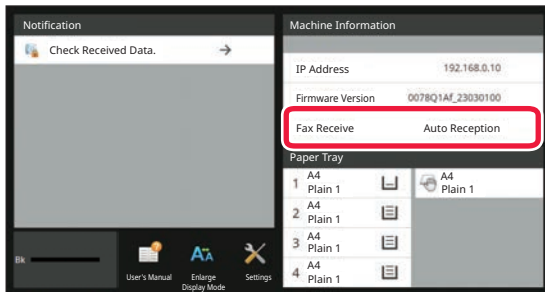 Notification
Check Received Data.
Machine Information
IP Address 192.168.0.10
Firmware Version 0078Q1Af_23030100
Fax Receive Auto Reception
Paper Tray
1 A4
Plain 1
A4
Plain 1
2 A4
Plain 1
3 A4
Plain 1
4 A4
Plain 1
Bk
User's Manual
AA
Enlarge
Display Mode
Settings